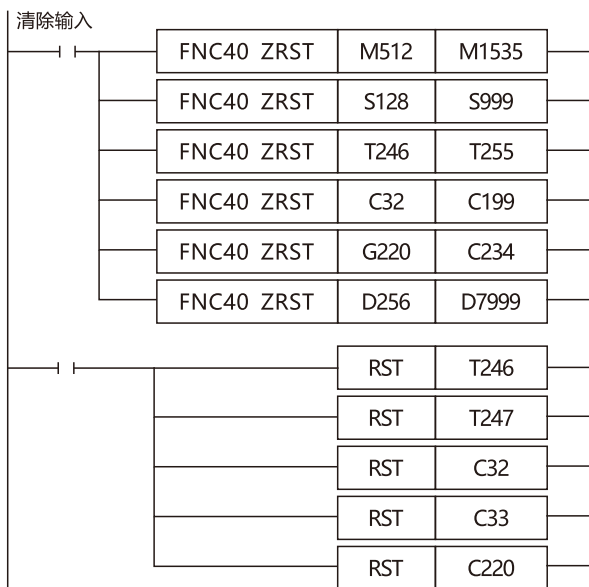 清除输入
FNC40 ZRST M512 M1535
FNC40 ZRST S128 S999
FNC40 ZRST T246 T255
FNC40 ZRST C32 C199
FNC40 ZRST G220 C234
FNC40 ZRST D256 D7999
RST T246
RST T247
RST C32
RST C33
RST C220